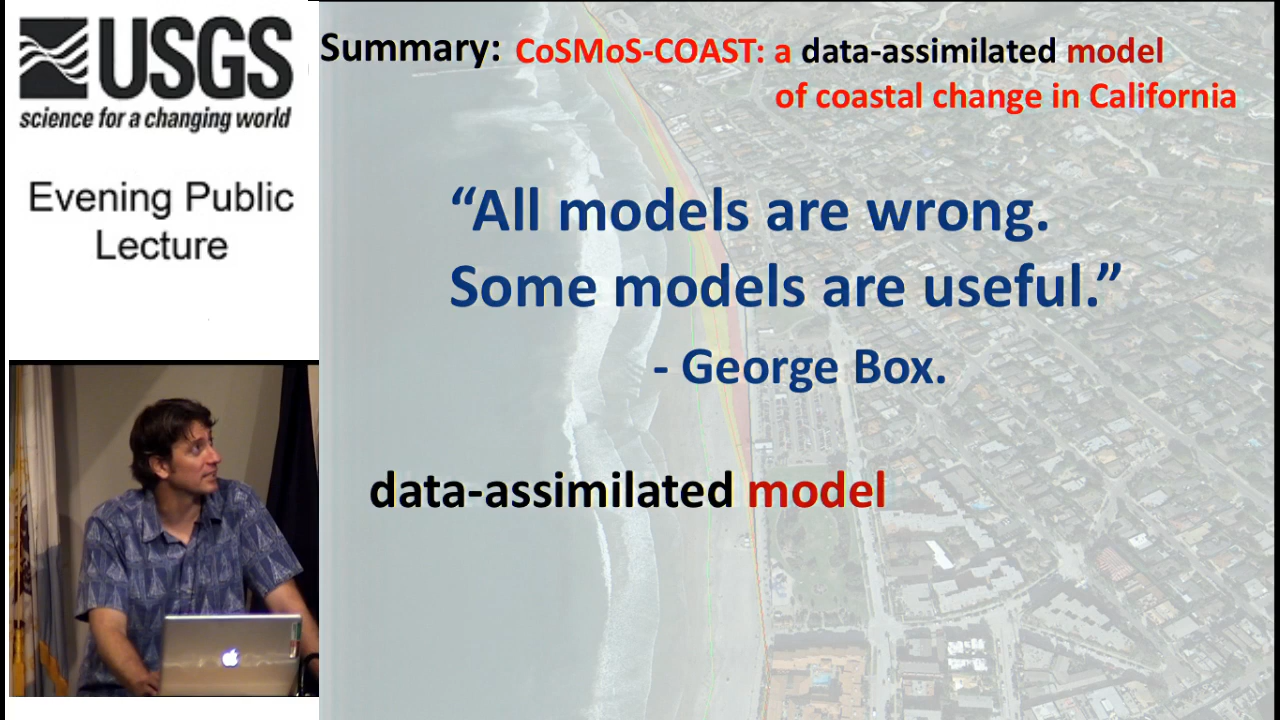 USGS
science for a changing world
Evening Public
Lecture
Summary: CoSMoS-COAST: a data-assimilated model
of coastal change in California
“All models are wrong.
Some models are useful.”
- George Box.
data-assimilated model